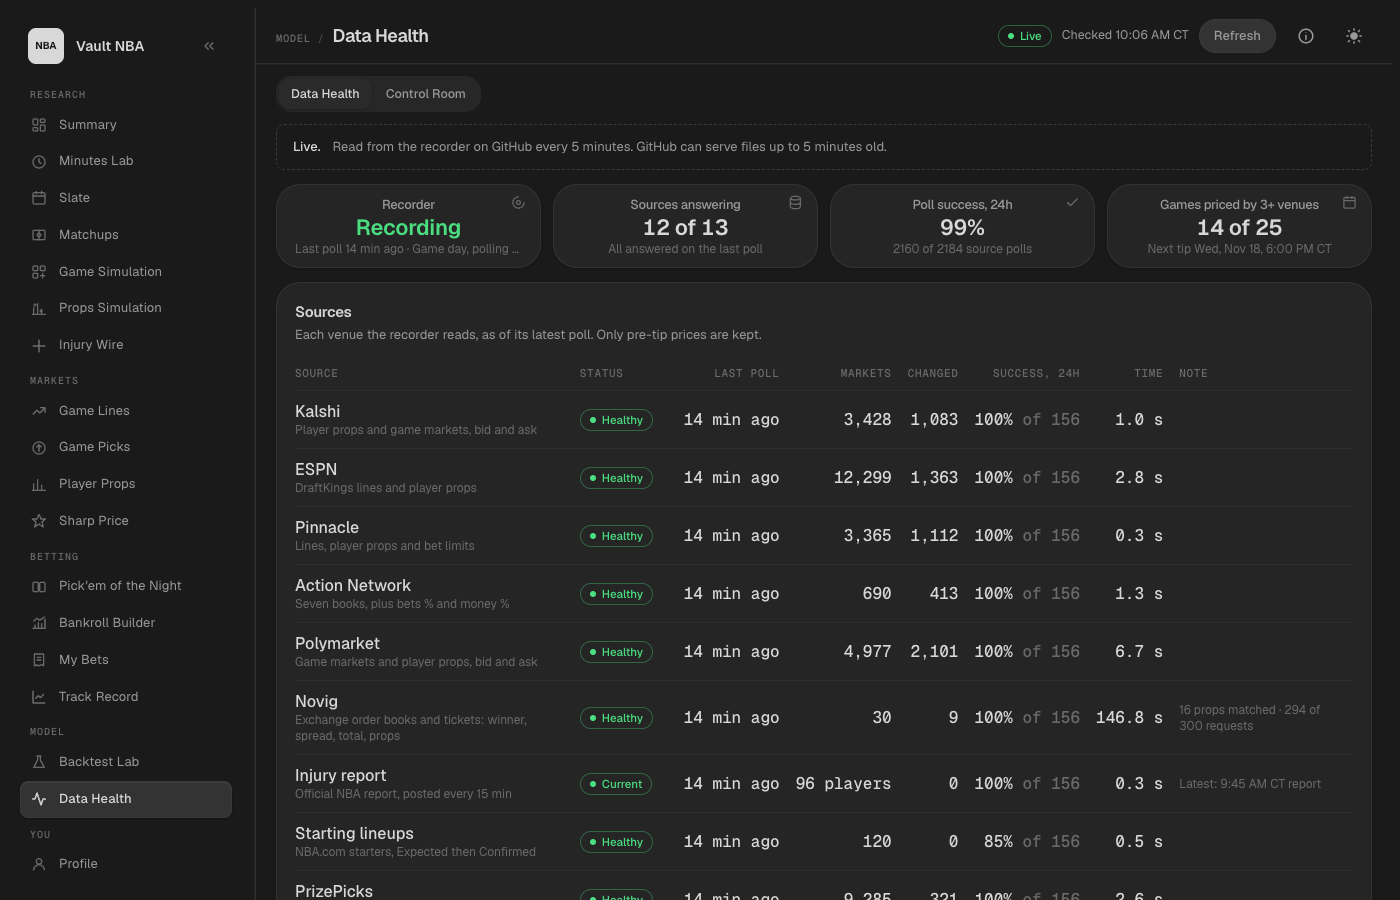 NBA
Vault NBA
MODEL / Data Health
Live
Checked 10:06 AM CT
Refresh
RESEARCH
Summary
Minutes Lab
Slate
Matchups
Game Simulation
Props Simulation
Injury Wire
MARKETS
Game Lines
Game Picks
Player Props
Sharp Price
BETTING
Pick'em of the Night
Bankroll Builder
My Bets
Track Record
MODEL
Backtest Lab
Data Health
YOU
Profile
Data Health Control Room
Live. Read from the recorder on GitHub every 5 minutes. GitHub can serve files up to 5 minutes old.
Recorder
Recording
Last poll 14 min ago · Game day, polling ...
Sources answering
12 of 13
All answered on the last poll
Poll success, 24h
99%
2160 of 2184 source polls
Games priced by 3+ venues
14 of 25
Next tip Wed, Nov 18, 6:00 PM CT
Sources
Each venue the recorder reads, as of its latest poll. Only pre-tip prices are kept.
SOURCE STATUS LAST POLL MARKETS CHANGED SUCCESS, 24H TIME NOTE
Kalshi Healthy 14 min ago 3,428 1,083 100% of 156 1.0 s
Player props and game markets, bid and ask
ESPN Healthy 14 min ago 12,299 1,363 100% of 156 2.8 s
DraftKings lines and player props
Pinnacle Healthy 14 min ago 3,365 1,112 100% of 156 0.3 s
Lines, player props and bet limits
Action Network Healthy 14 min ago 690 413 100% of 156 1.3 s
Seven books, plus bets % and money %
Polymarket Healthy 14 min ago 4,977 2,101 100% of 156 6.7 s
Game markets and player props, bid and ask
Novig Healthy 14 min ago 30 9 100% of 156 146.8 s 16 props matched · 294 of
Exchange order books and tickets: winner, 300 requests
spread, total, props
Injury report Current 14 min ago 96 players 0 100% of 156 0.3 s Latest: 9:45 AM CT report
Official NBA report, posted every 15 min
Starting lineups Healthy 14 min ago 120 0 85% of 156 0.5 s
NBA.com starters, Expected then Confirmed
PrizePicks Healthy 14 min ago 9,285 321 100% of 156 2.6 s